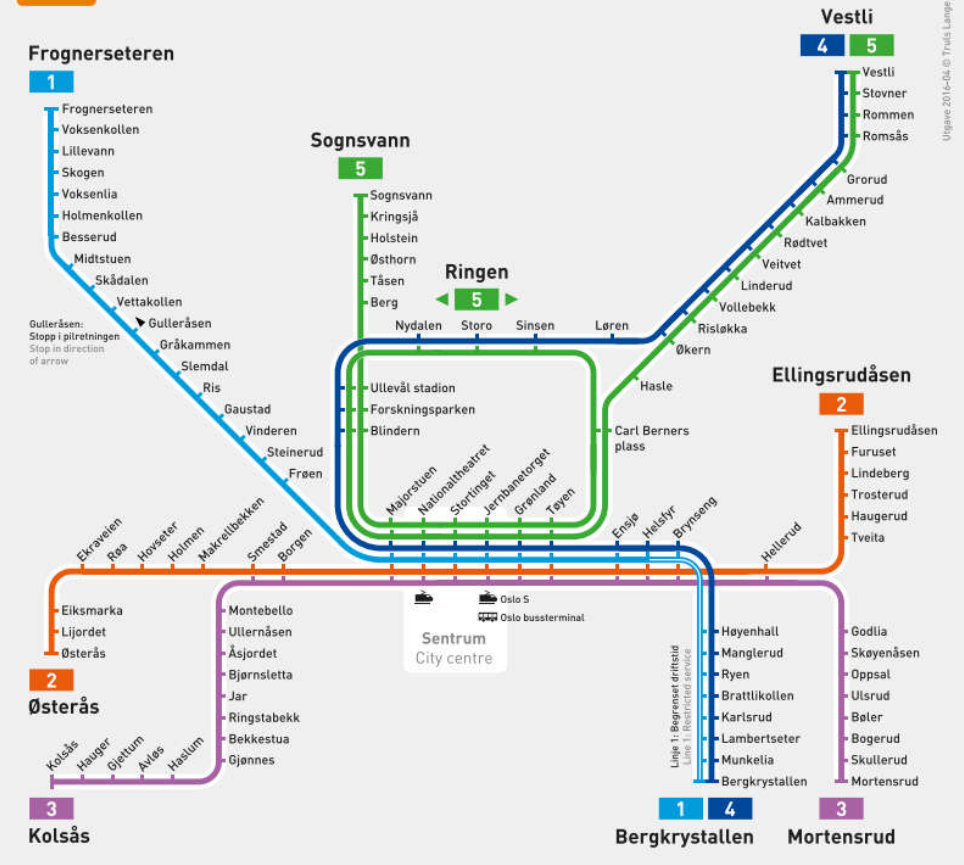 Vestli
4 5
Vestli
Stovner
Rommen
Romsås
Grorud
Ammerud
Kalbakken
Rødtvet
Veitvet
Linderud
Vollebekk
Risløkka
Økern
Hasle
Utgave 2016-04 © Truls Lange
Frognerseteren
1
Frognerseteren
Voksenkollen
Lillevann
Skogen
Voksenlia
Holmenkollen
Besserud
Midtstuen
Skådalen
Vettakollen
Gulleråsen
Gråkammen
Slemdal
Ris
Gaustad
Vinderen
Steinerud
Frøen
Gulleråsen:
Stopp i pilretningen
Stop in direction
of arrow
Sognsvann
5
Sognsvann
Kringsjå
Holstein
Østhorn
Tåsen
Berg
Ringen
5
Nydalen
Storo
Sinsen
Løren
Ullevål stadion
Forskningsparken
Blindern
Carl Berners
plass
Majorstuen
Nationaltheatret
Stortinget
Jernbanetorget
Grønland
Tøyen
Ensjø
Helsfyr
Brynseng
Hellerud
Ellingsrudåsen
2
Ellingsrudåsen
Furuset
Lindeberg
Trosterud
Haugerud
Tveita
Ekraveien
Røa
Hovseter
Holmen
Makrellbekken
Smestad
Borgen
Eiksmarka
Lijordet
Østerås
2
Østerås
Oslo S
Oslo bussterminal
Sentrum
City centre
Montebello
Ullernåsen
Åsjordet
Bjørnsletta
Jar
Ringstabekk
Bekkestua
Gjønnes
Kolsås
Hauger
Gjettum
Avløs
Haslum
3
Kolsås
Linje 1: Begrenset driftstid
Line 1: Restricted service
Høyenhall
Manglerud
Ryen
Brattlikollen
Karlsrud
Lambertseter
Munkelia
Bergkrystallen
1 4
Bergkrystallen
Godlia
Skøyenåsen
Oppsal
Ulsrud
Bøler
Bogerud
Skullerud
Mortensrud
3
Mortensrud